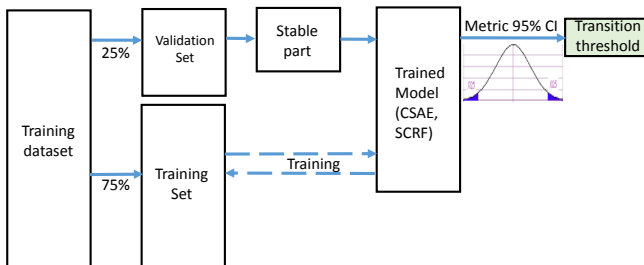 Training
dataset
25%
75%
Validation
Set
Stable
part
Training
Set
Training
Trained
Model
(CSAE,
SCRF)
Metric 95% CI
Transition
threshold